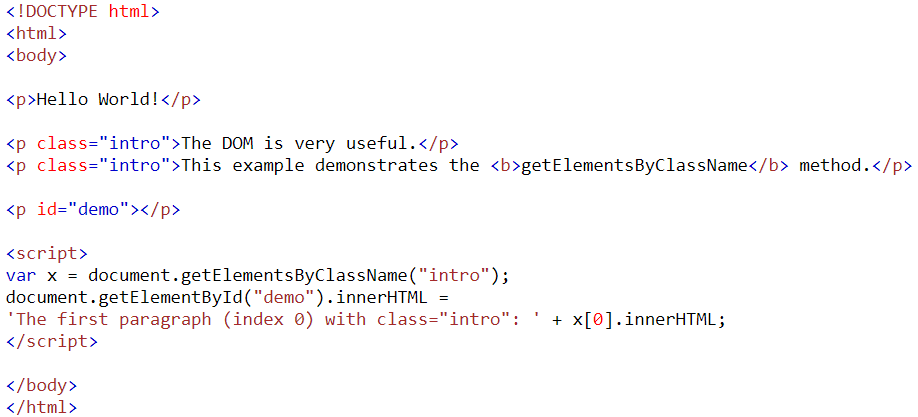 <!DOCTYPE html>
<html>
<body>
<p>Hello World!</p>
<p class="intro">The DOM is very useful.</p>
<p class="intro">This example demonstrates the <b>getElementsByClassName</b> method.</p>
<p id="demo"></p>
<script>
var x = document.getElementsByClassName("intro");
document.getElementById("demo").innerHTML =
'The first paragraph (index 0) with class="intro": ' + x[0].innerHTML;
</script>
</body>
</html>